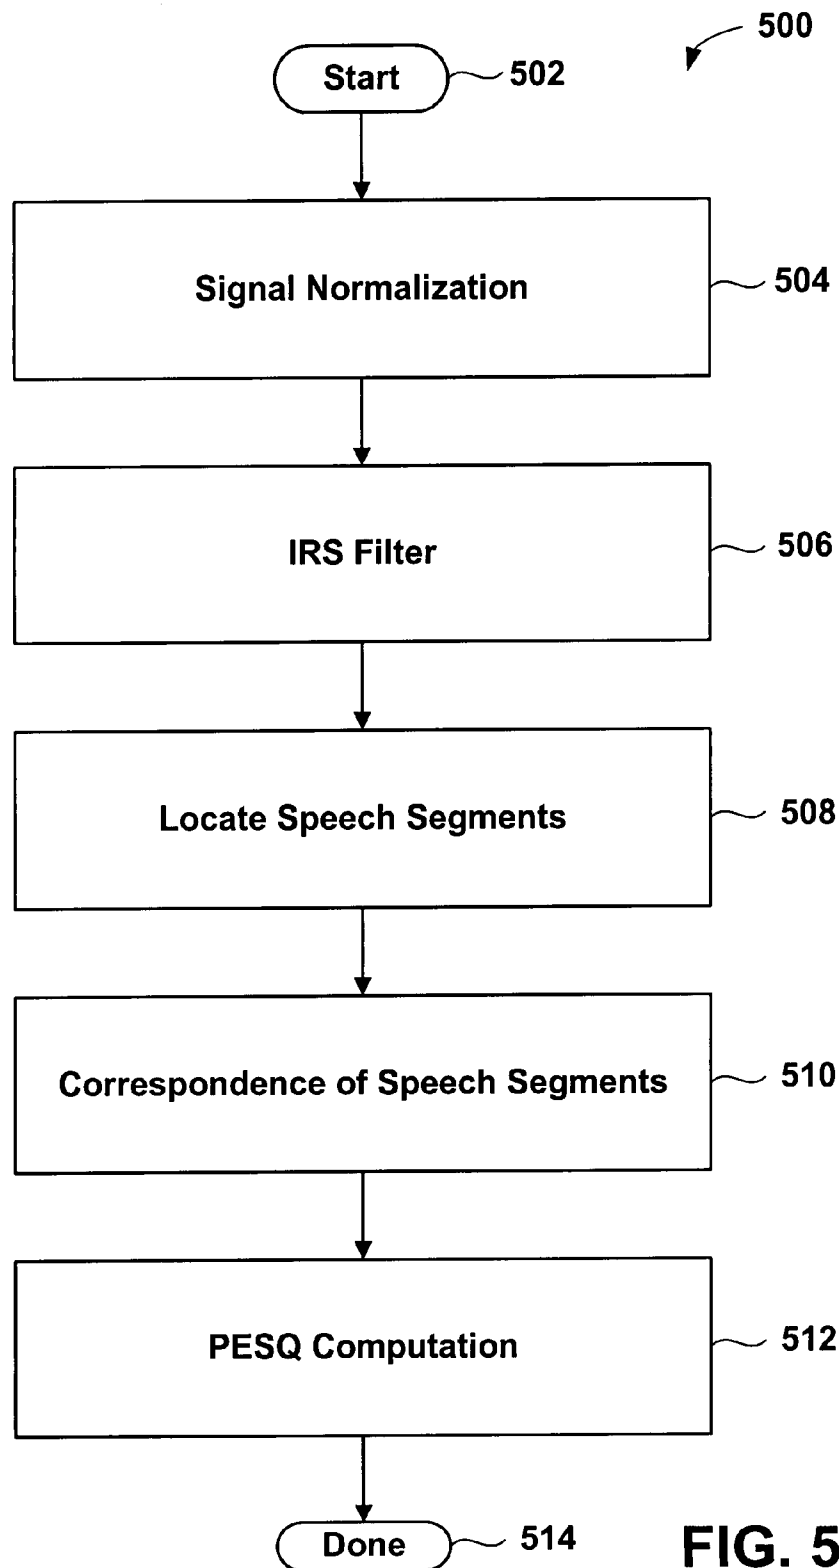 500
Start 502
Signal Normalization 504
IRS Filter 506
Locate Speech Segments 508
Correspondence of Speech Segments 510
PESQ Computation 512
Done 514
FIG. 5